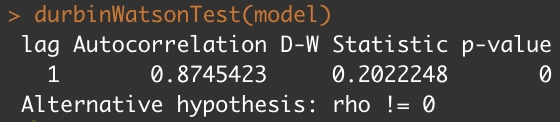 > durbinWatsonTest(model)
lag Autocorrelation D-W Statistic p-value
1 0.8745423 0.2022248 0
Alternative hypothesis: rho != 0